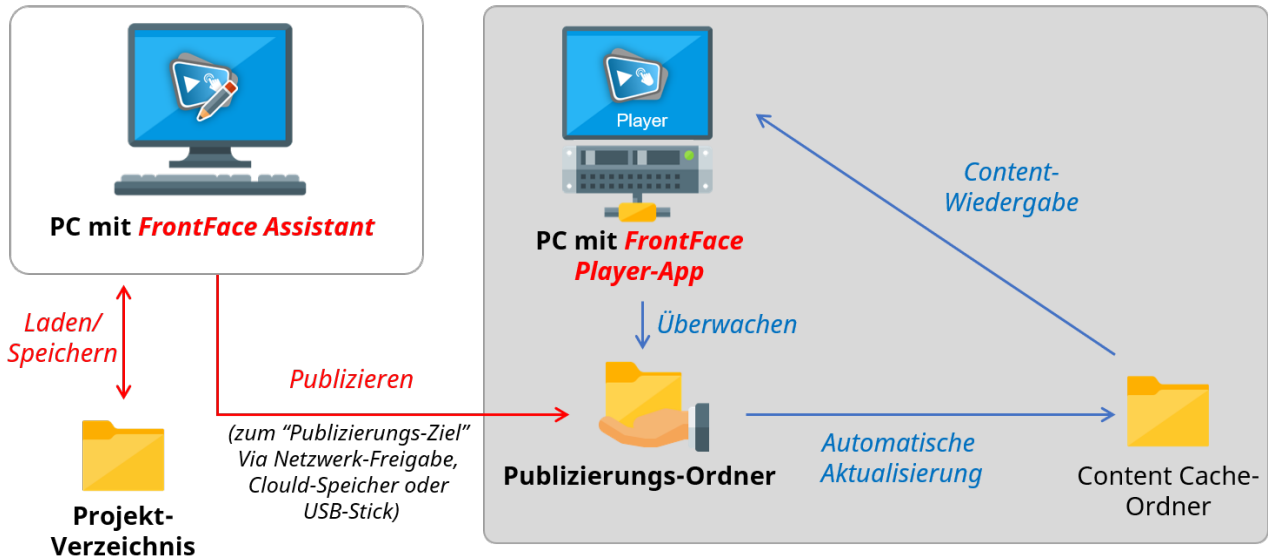 PC mit FrontFace Assistant
Laden/
Speichern
Projekt-
Verzeichnis
Publizieren
(zum “Publizierungs-Ziel”
Via Netzwerk-Freigabe,
Clould-Speicher oder
USB-Stick)
Player
PC mit FrontFace
Player-App
Überwachen
Publizierungs-Ordner
Automatische
Aktualisierung
Content-
Wiedergabe
Content Cache-
Ordner